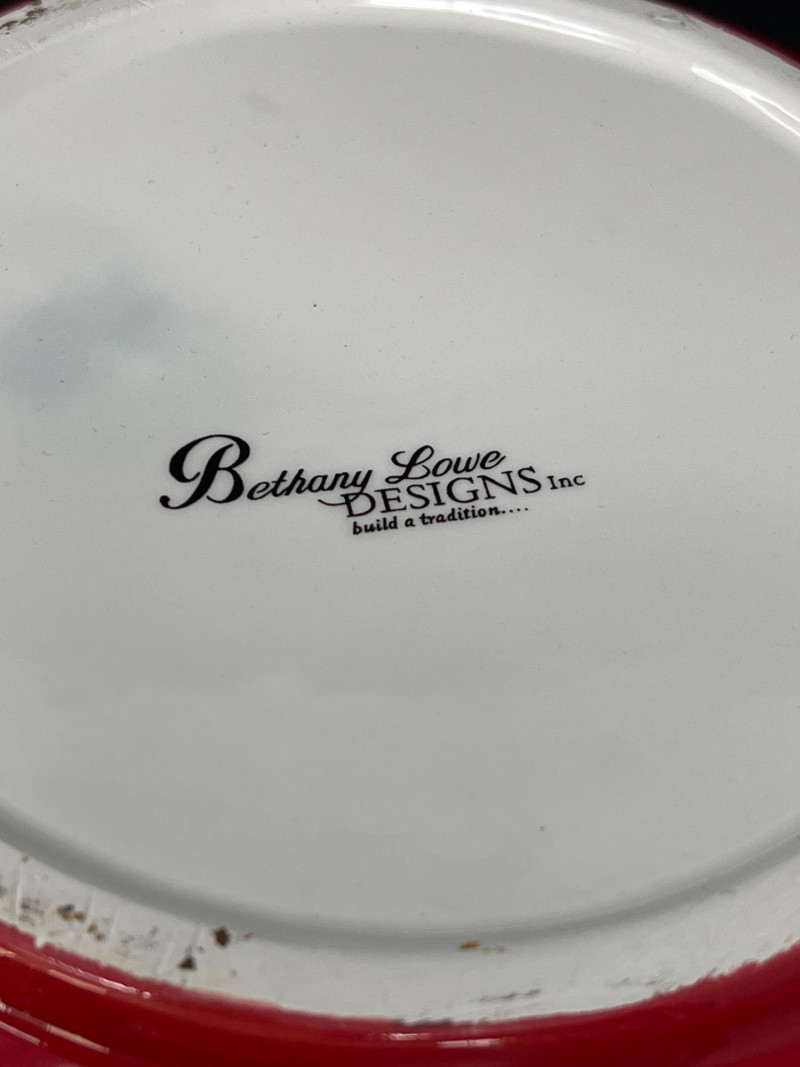 Bethany Lowe
DESIGNS Inc
build a tradition....